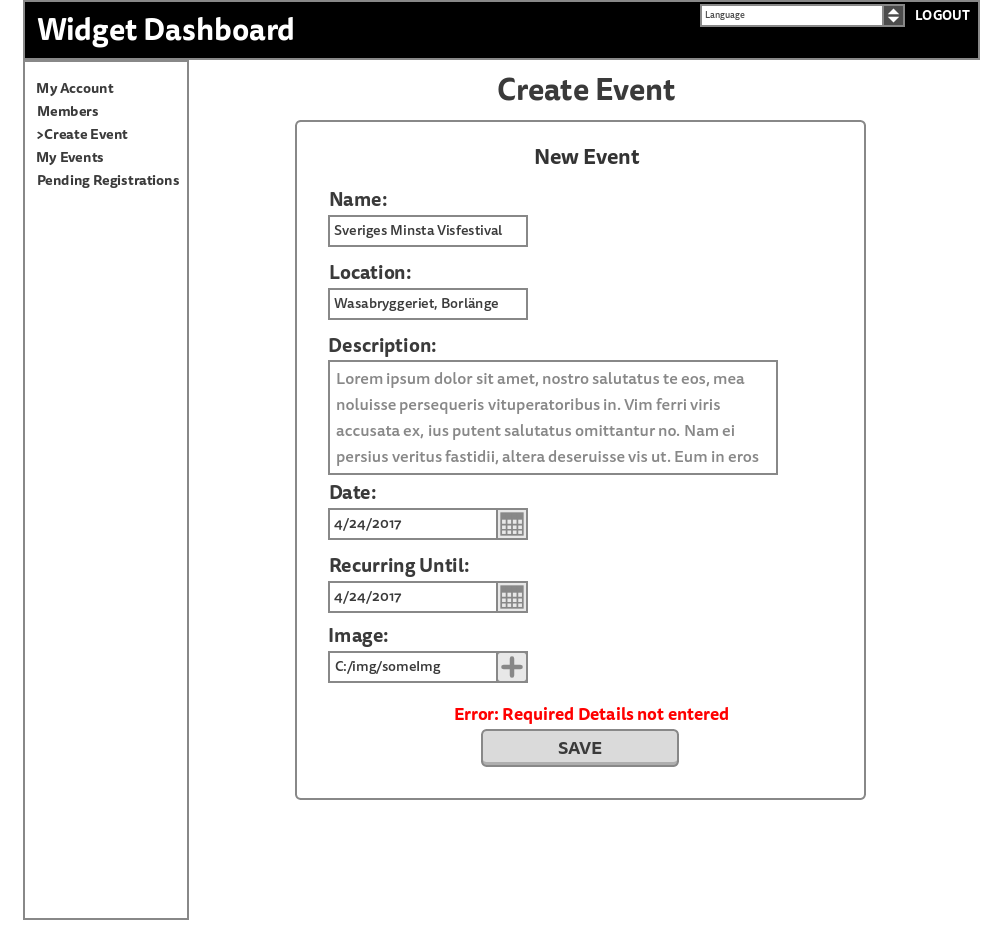 Widget Dashboard
Language
LOGOUT
My Account
Members
>Create Event
My Events
Pending Registrations
Create Event
New Event
Name:
Sveriges Minsta Visfestival
Location:
Wasabryggeriet, Borlänge
Description:
Lorem ipsum dolor sit amet, nostro salutatus te eos, mea
noluisse persequeris vituperatoribus in. Vim ferri viris
accusata ex, ius putent salutatus omittantur no. Nam ei
persius veritus fastidii, altera deseruisse vis ut. Eum in eros
Date:
4/24/2017
Recurring Until:
4/24/2017
Image:
C:/img/someImg
Error: Required Details not entered
SAVE